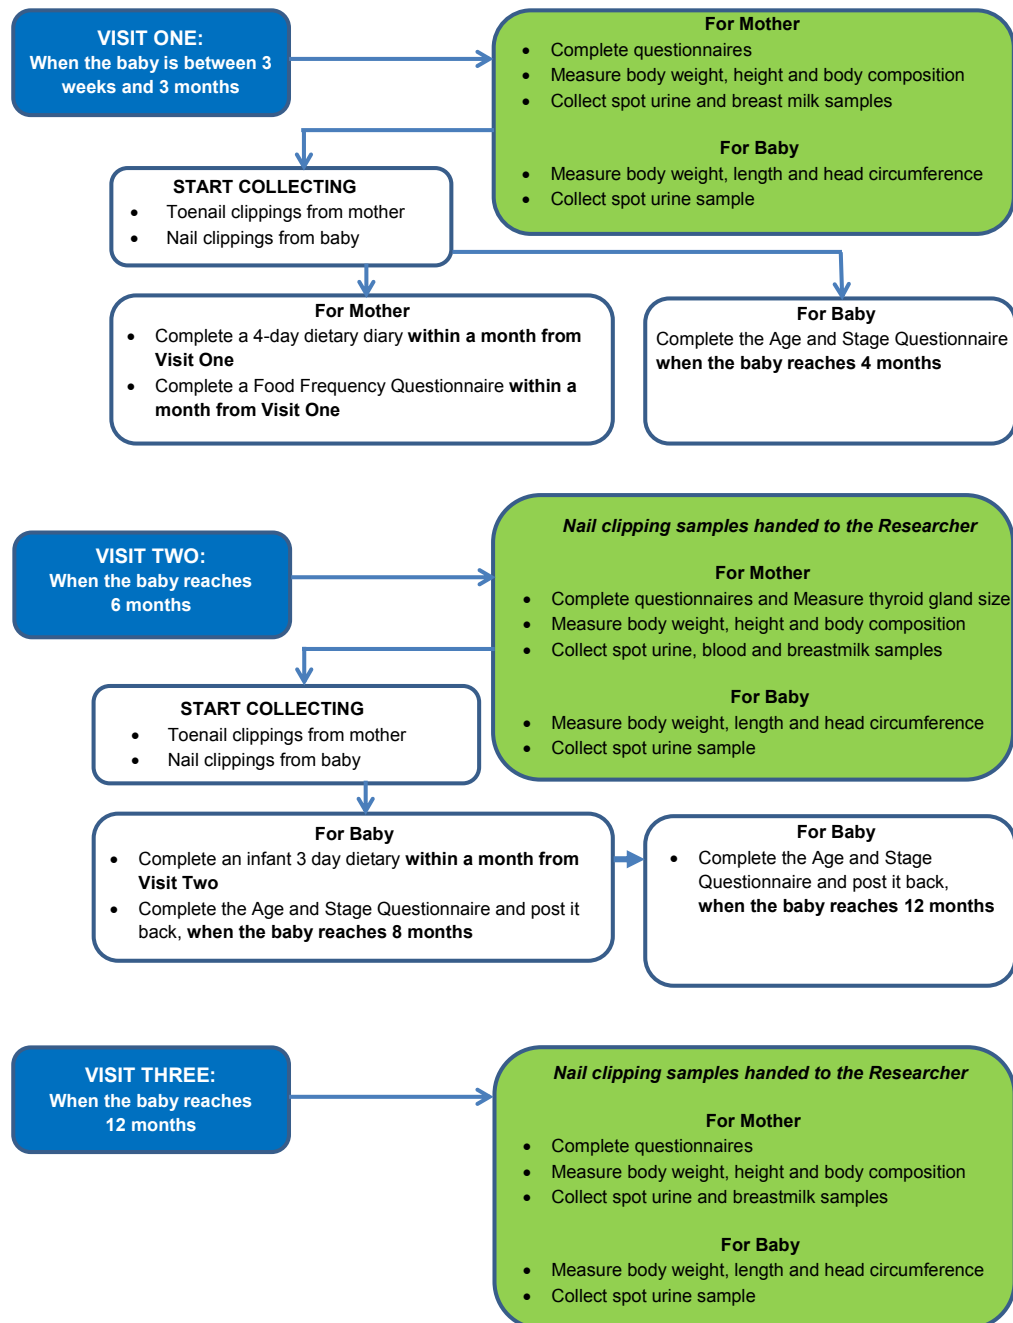 VISIT ONE:
When the baby is between 3
weeks and 3 months
For Mother
• Complete questionnaires
• Measure body weight, height and body composition
• Collect spot urine and breast milk samples
For Baby
• Measure body weight, length and head circumference
• Collect spot urine sample
START COLLECTING
• Toenail clippings from mother
• Nail clippings from baby
For Mother
• Complete a 4-day dietary diary within a month from
Visit One
• Complete a Food Frequency Questionnaire within a
month from Visit One
For Baby
Complete the Age and Stage Questionnaire
when the baby reaches 4 months
VISIT TWO:
When the baby reaches
6 months
Nail clipping samples handed to the Researcher
For Mother
• Complete questionnaires and Measure thyroid gland size
• Measure body weight, height and body composition
• Collect spot urine, blood and breastmilk samples
For Baby
• Measure body weight, length and head circumference
• Collect spot urine sample
START COLLECTING
• Toenail clippings from mother
• Nail clippings from baby
For Baby
• Complete an infant 3 day dietary within a month from
Visit Two
• Complete the Age and Stage Questionnaire and post it
back, when the baby reaches 8 months
For Baby
• Complete the Age and Stage
Questionnaire and post it back,
when the baby reaches 12 months
VISIT THREE:
When the baby reaches
12 months
Nail clipping samples handed to the Researcher
For Mother
• Complete questionnaires
• Measure body weight, height and body composition
• Collect spot urine and breastmilk samples
For Baby
• Measure body weight, length and head circumference
• Collect spot urine sample